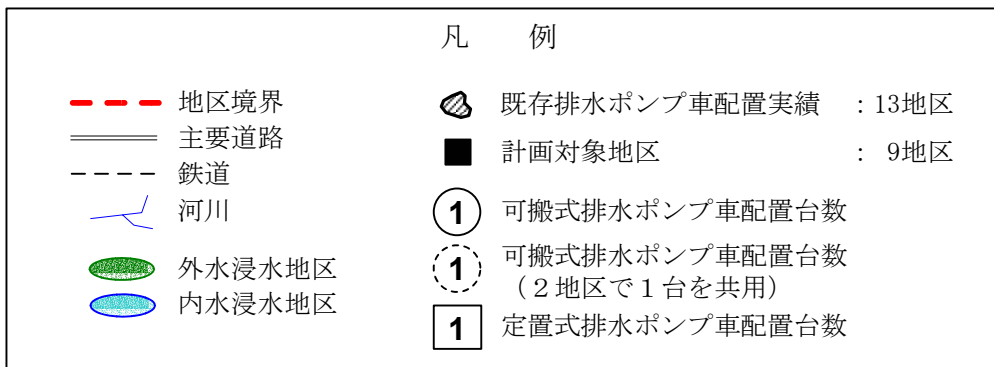 凡 例
地区境界
主要道路
鉄道
河川
外水浸水地区
内水浸水地区
既存排水ポンプ車配置実績 : 13地区
計画対象地区 : 9地区
1 可搬式排水ポンプ車配置台数
1 可搬式排水ポンプ車配置台数
（２地区で１台を共用）
1 定置式排水ポンプ車配置台数